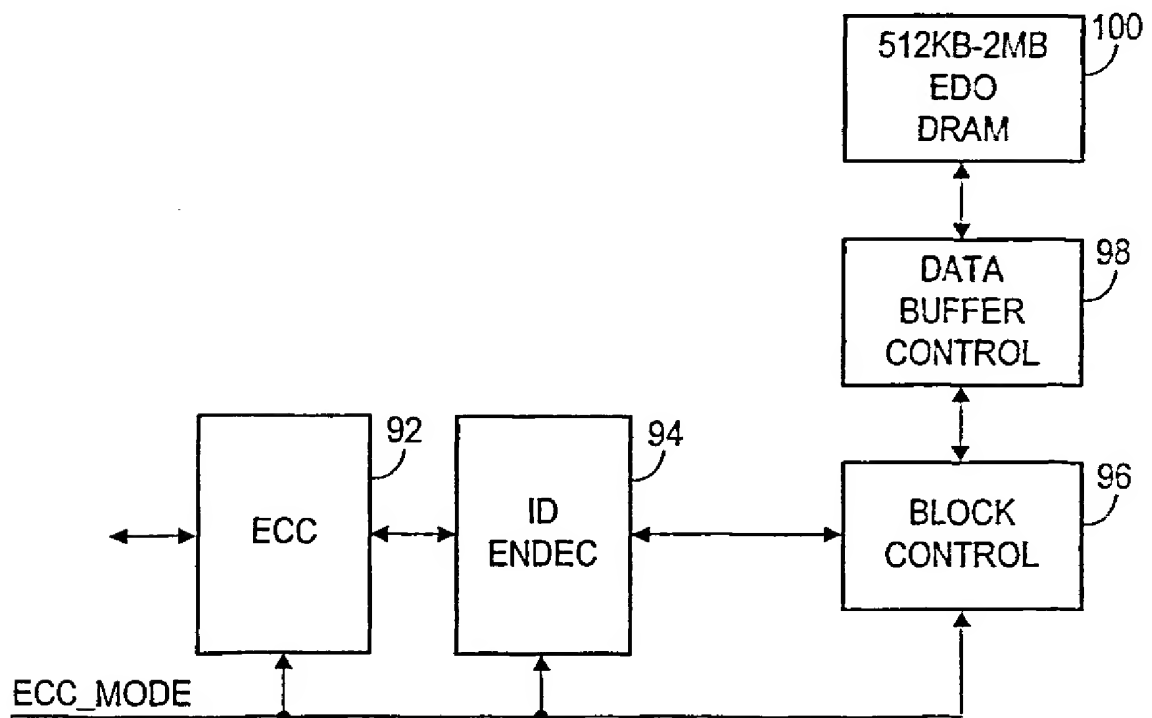 100
512KB-2MB
EDO
DRAM
98
DATA
BUFFER
CONTROL
92
94
96
ECC
ID
ENDEC
BLOCK
CONTROL
ECC_MODE